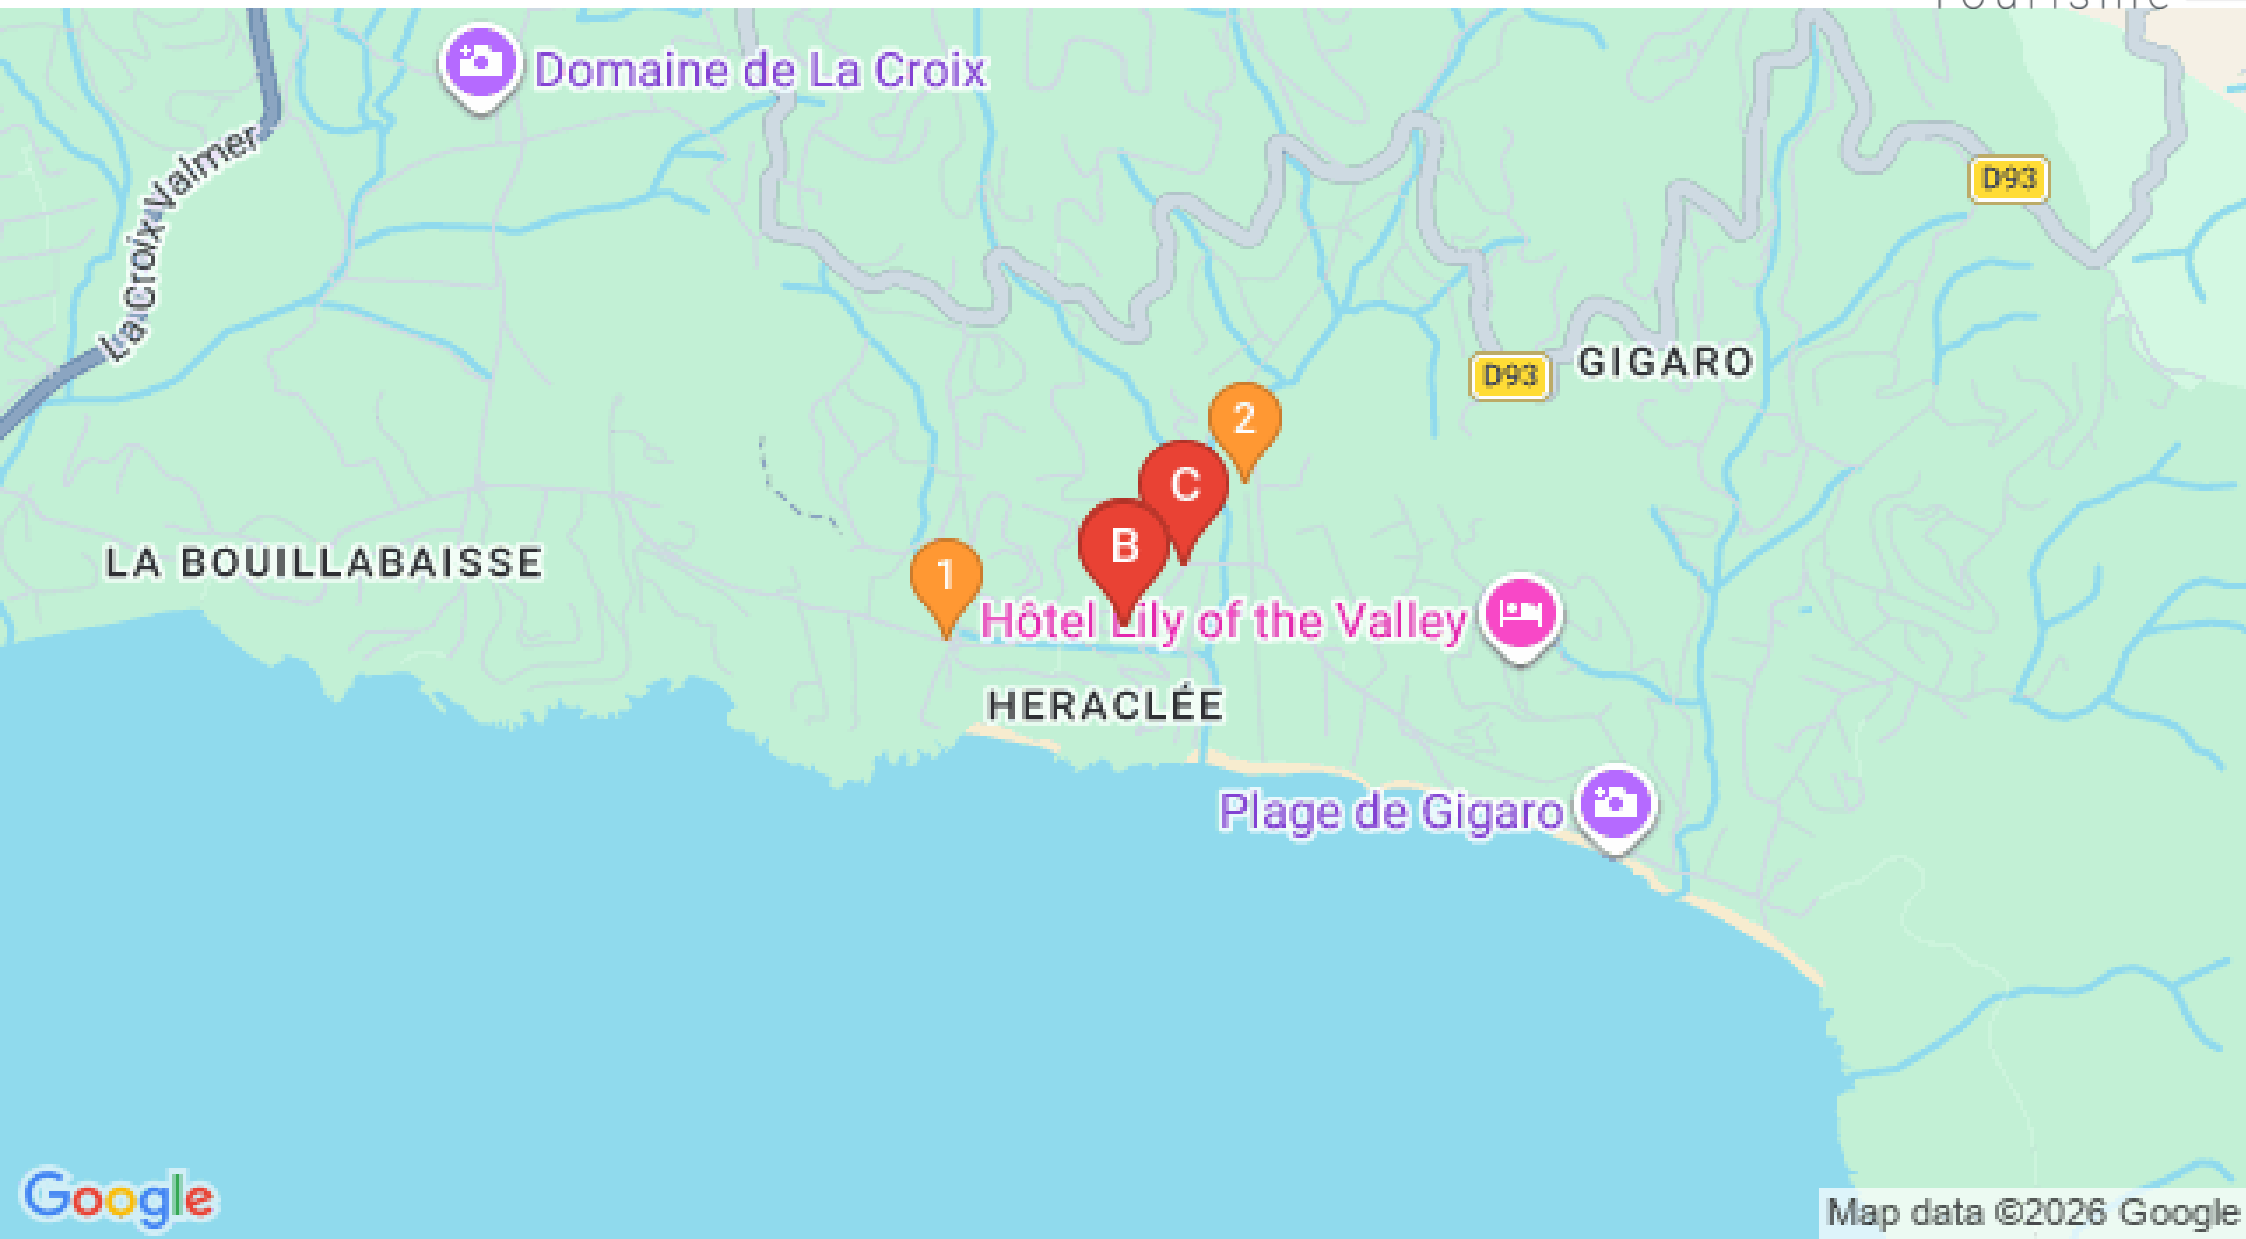 Tourisme
Domaine de La Croix
La Croix-Valmer
D93
D93
GIGARO
2
C
B
1
LA BOUILLABAISSE
Hôtel Lily of the Valley
HERACLÉE
Plage de Gigaro
Google
Map data ©2026 Google